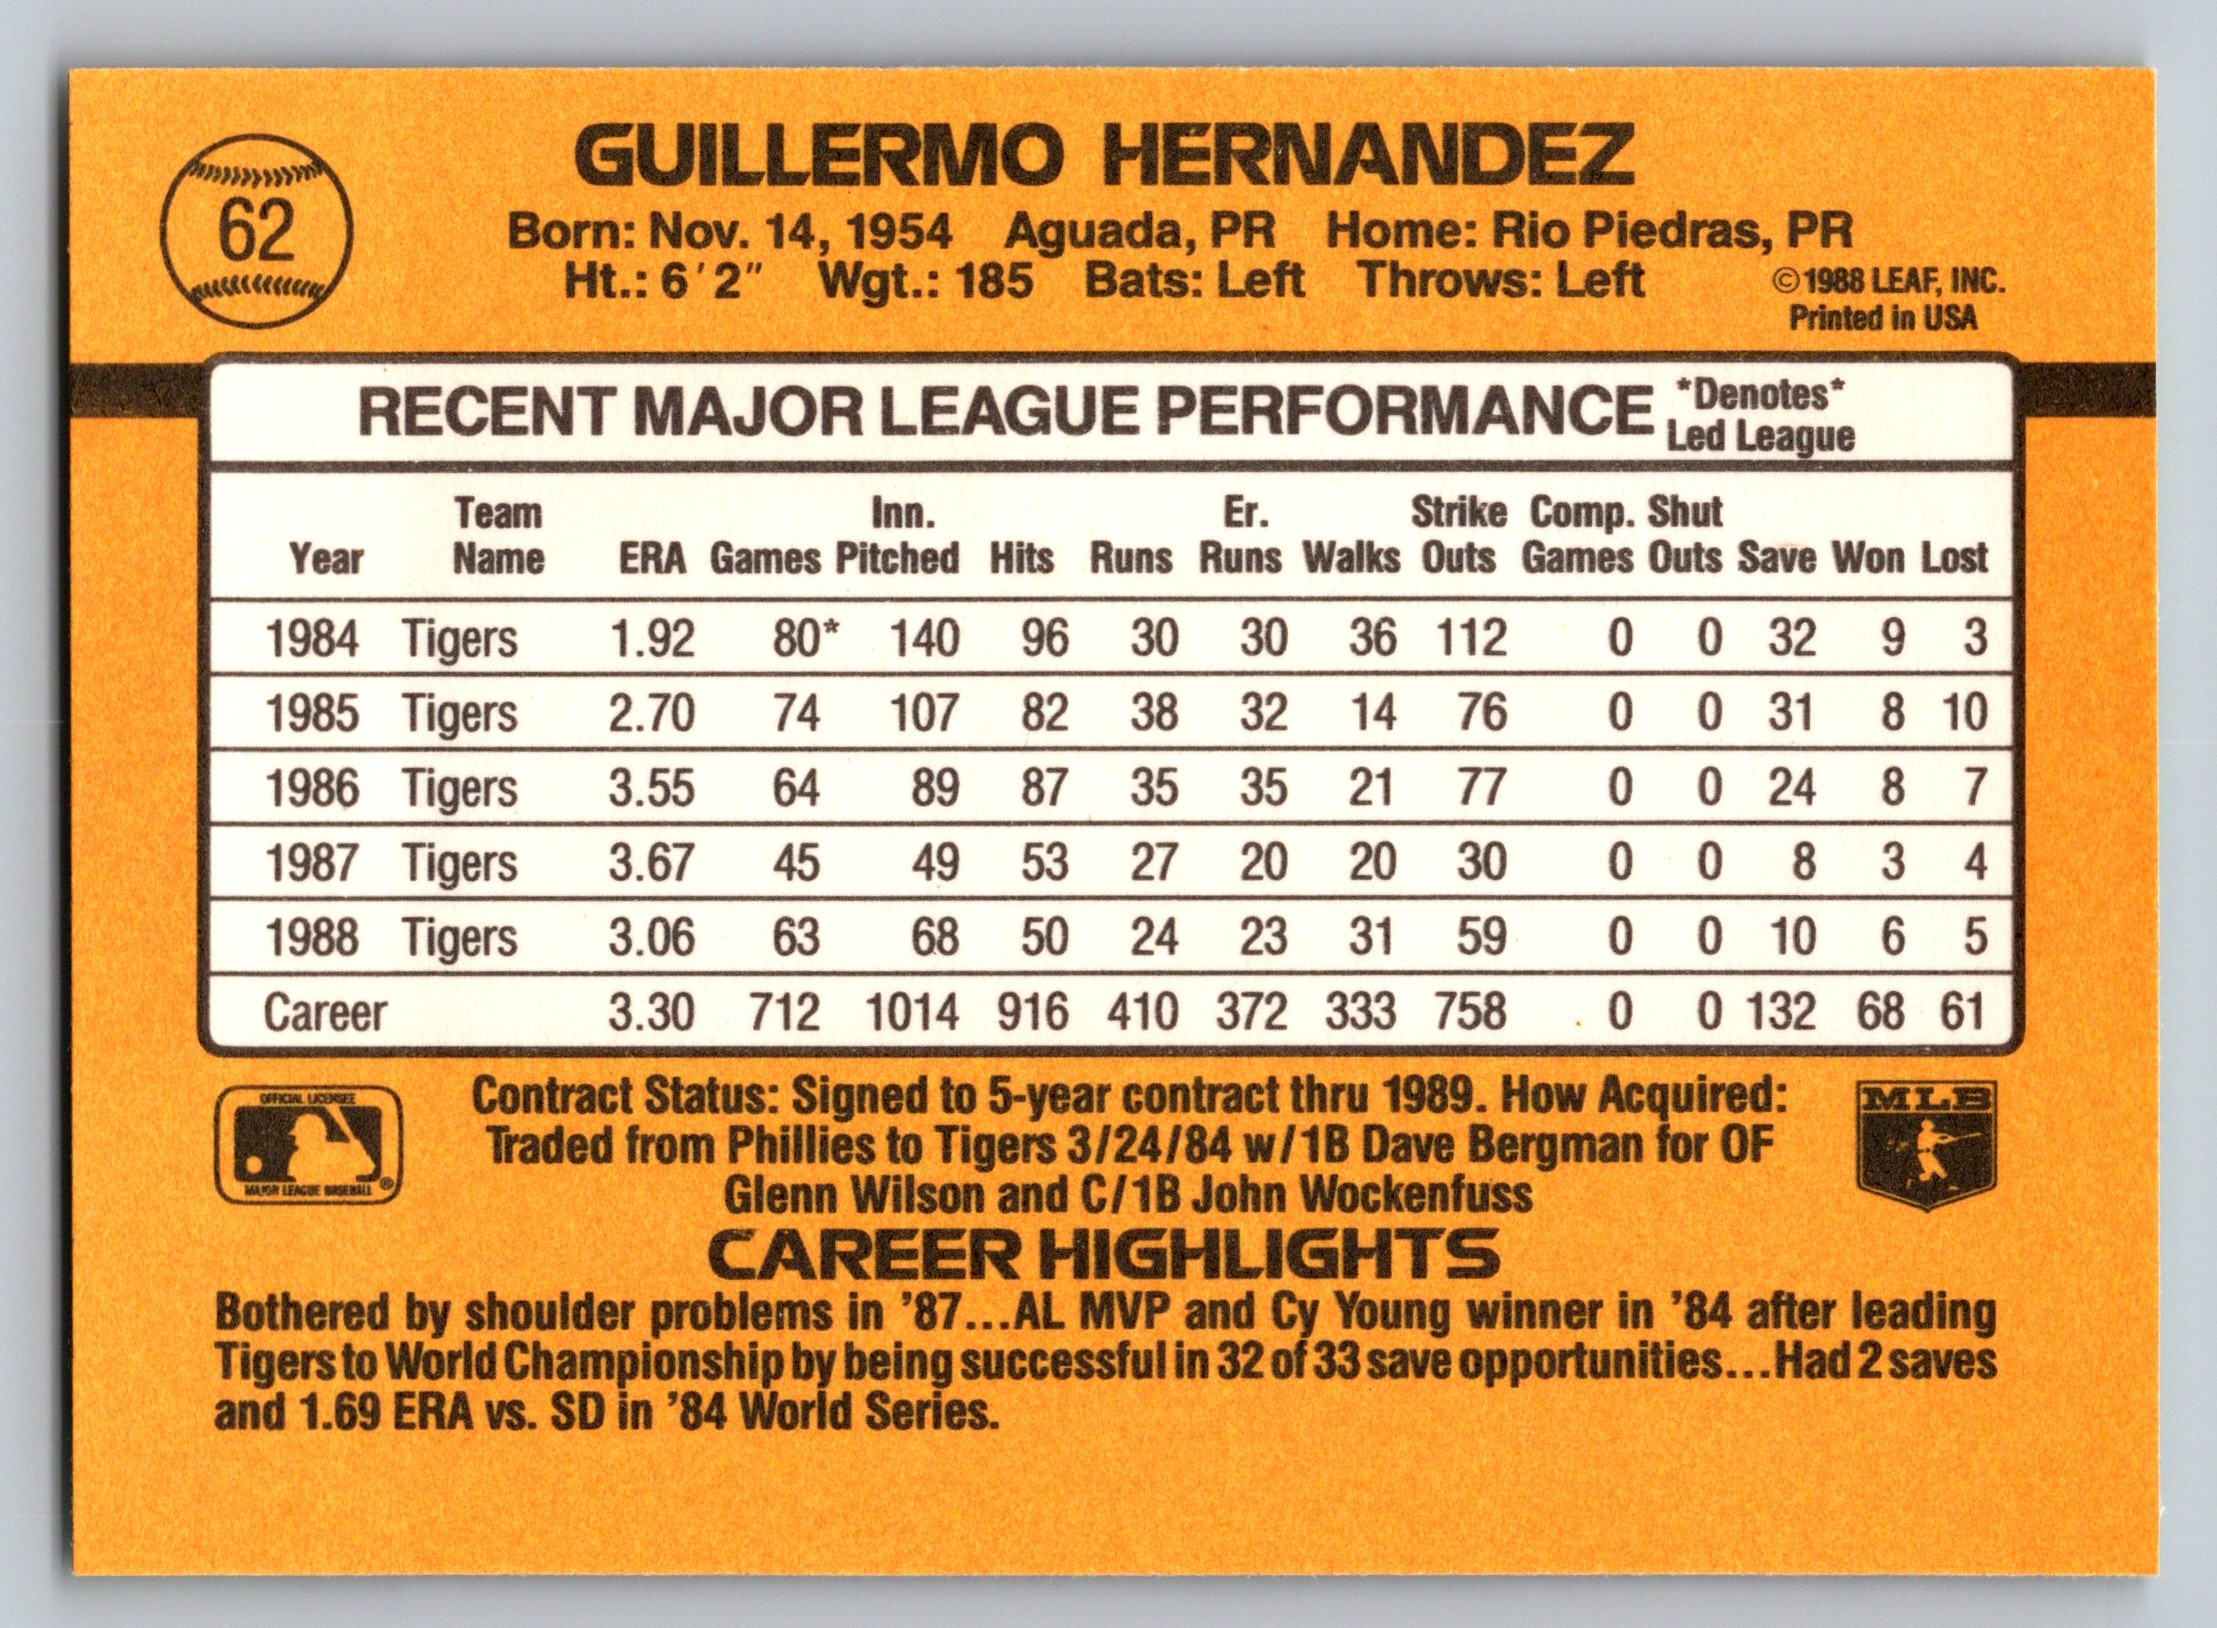 62
GUILLERMO HERNANDEZ
Born: Nov. 14, 1954 Aguada, PR Home: Rio Piedras, PR
Ht.: 6'2" Wgt.: 185 Bats: Left Throws: Left
©1988 LEAF, INC.
Printed in USA
RECENT MAJOR LEAGUE PERFORMANCE *Denotes* Led League
Year Team Name ERA Games Inn. Pitched Hits Runs Er. Runs Walks Strike Outs Comp. Games Shut Outs Save Won Lost
1984 Tigers 1.92 80* 140 96 30 30 36 112 0 0 32 9 3
1985 Tigers 2.70 74 107 82 38 32 14 76 0 0 31 8 10
1986 Tigers 3.55 64 89 87 35 35 21 77 0 0 24 8 7
1987 Tigers 3.67 45 49 53 27 20 20 30 0 0 8 3 4
1988 Tigers 3.06 63 68 50 24 23 31 59 0 0 10 6 5
Career 3.30 712 1014 916 410 372 333 758 0 0 132 68 61
OFFICIAL LICENSEE
MAJOR LEAGUE BASEBALL ®
Contract Status: Signed to 5-year contract thru 1989. How Acquired:
Traded from Phillies to Tigers 3/24/84 w/1B Dave Bergman for OF
Glenn Wilson and C/1B John Wockenfuss
MLB
CAREER HIGHLIGHTS
Bothered by shoulder problems in '87...AL MVP and Cy Young winner in '84 after leading
Tigers to World Championship by being successful in 32 of 33 save opportunities...Had 2 saves
and 1.69 ERA vs. SD in '84 World Series.